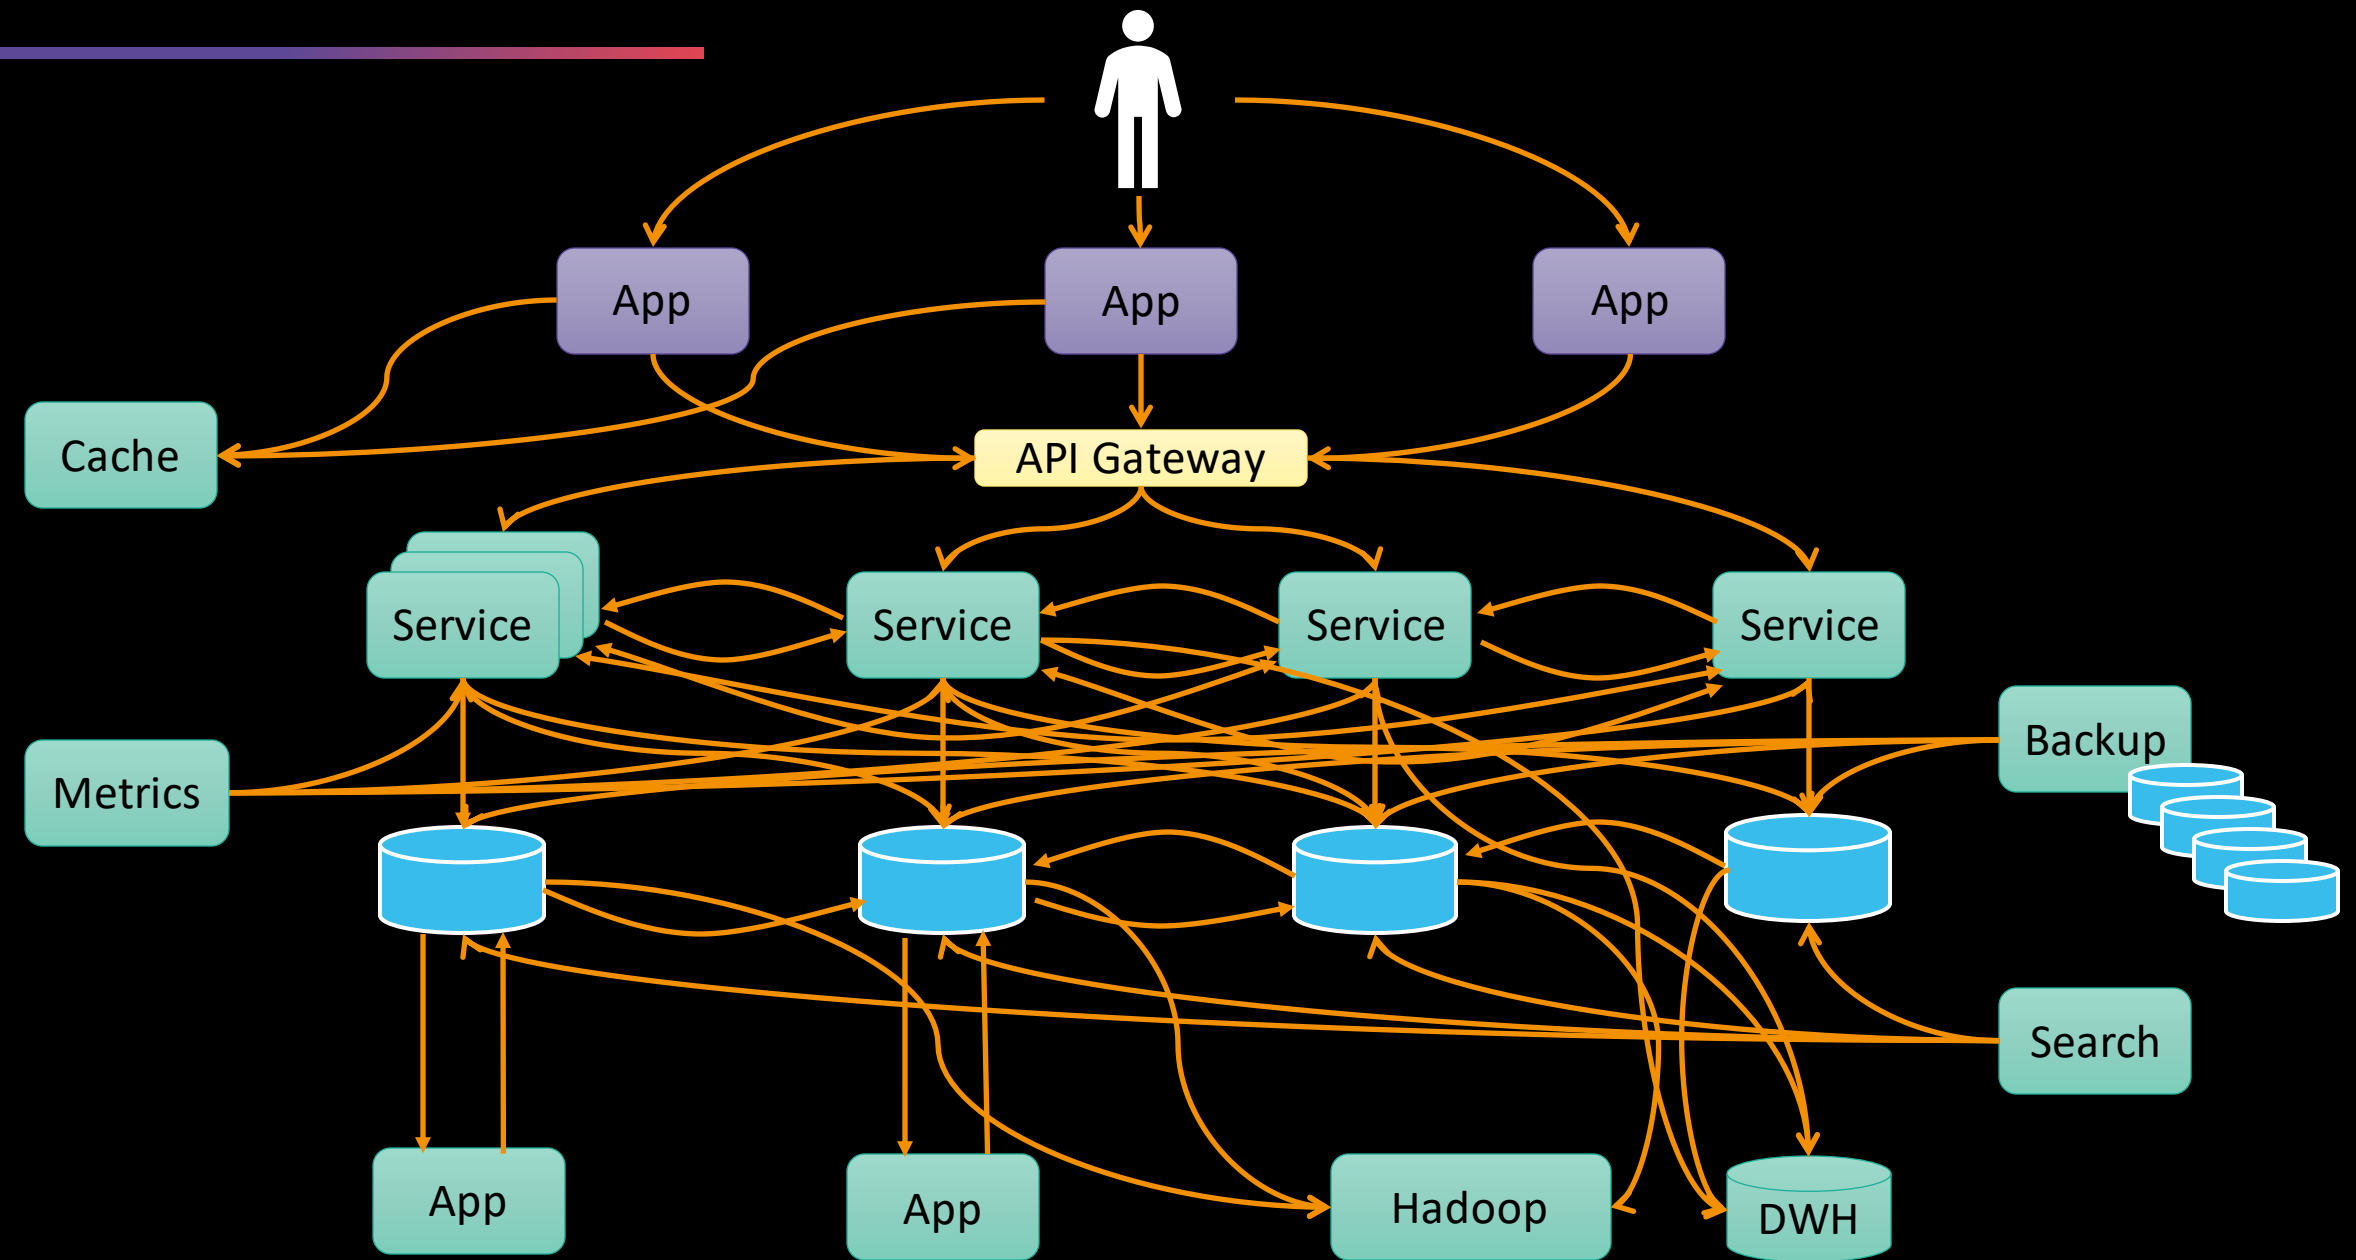 App
App
App
Cache
API Gateway
Service
Service
Service
Service
Backup
Metrics
Search
App
App
Hadoop
DWH